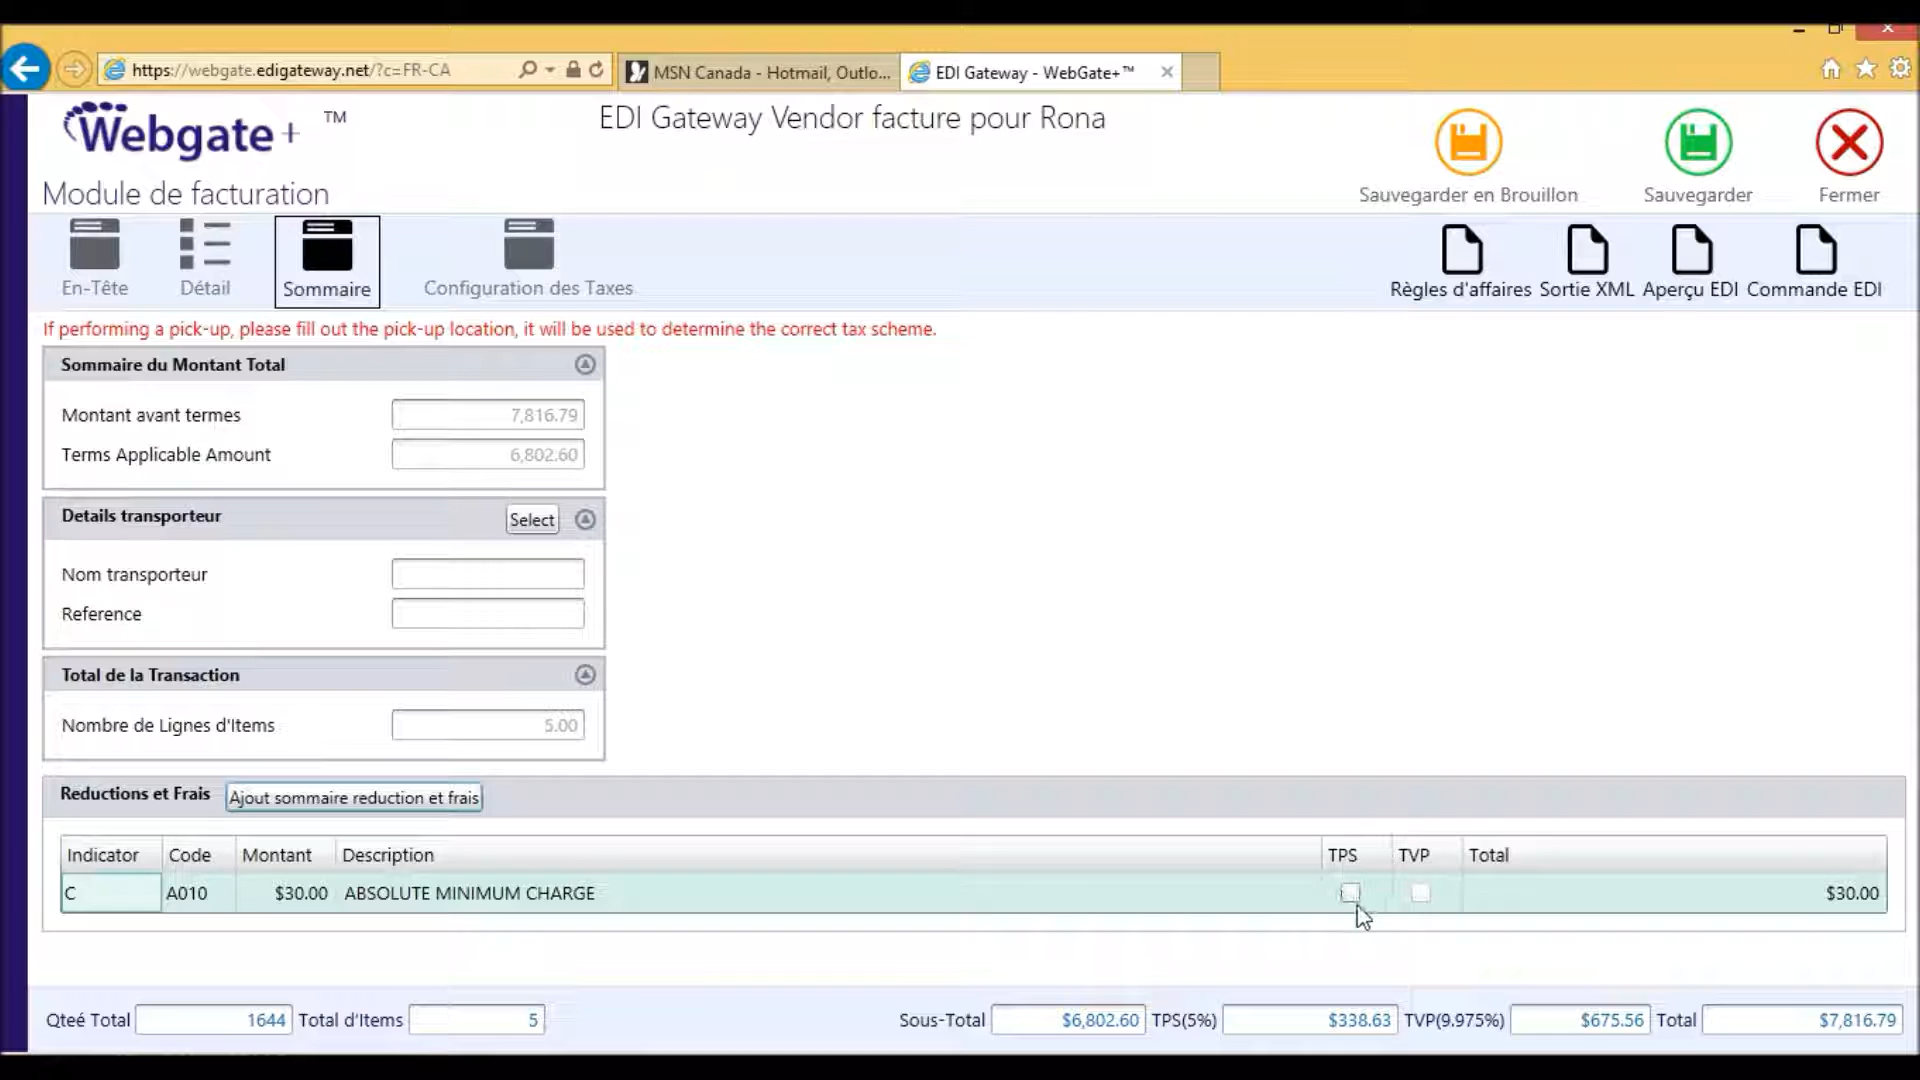 https://webgate.edigateway.net/?c=FR-CA
MSN Canada - Hotmail, Outlo...
EDI Gateway - WebGate+™
Webgate+ ™
EDI Gateway Vendor facture pour Rona
Sauvegarder en Brouillon
Sauvegarder
Fermer
Module de facturation
En-Tête
Détail
Sommaire
Configuration des Taxes
Règles d'affaires
Sortie XML
Aperçu EDI
Commande EDI
If performing a pick-up, please fill out the pick-up location, it will be used to determine the correct tax scheme.
Sommaire du Montant Total
Montant avant termes 7,816.79
Terms Applicable Amount 6,802.60
Details transporteur Select
Nom transporteur
Reference
Total de la Transaction
Nombre de Lignes d'Items 5.00
Reductions et Frais Ajout sommaire reduction et frais
Indicator Code Montant Description TPS TVP Total
C A010 $30.00 ABSOLUTE MINIMUM CHARGE $30.00
Qteé Total 1644 Total d'Items 5 Sous-Total $6,802.60 TPS(5%) $338.63 TVP(9.975%) $675.56 Total $7,816.79